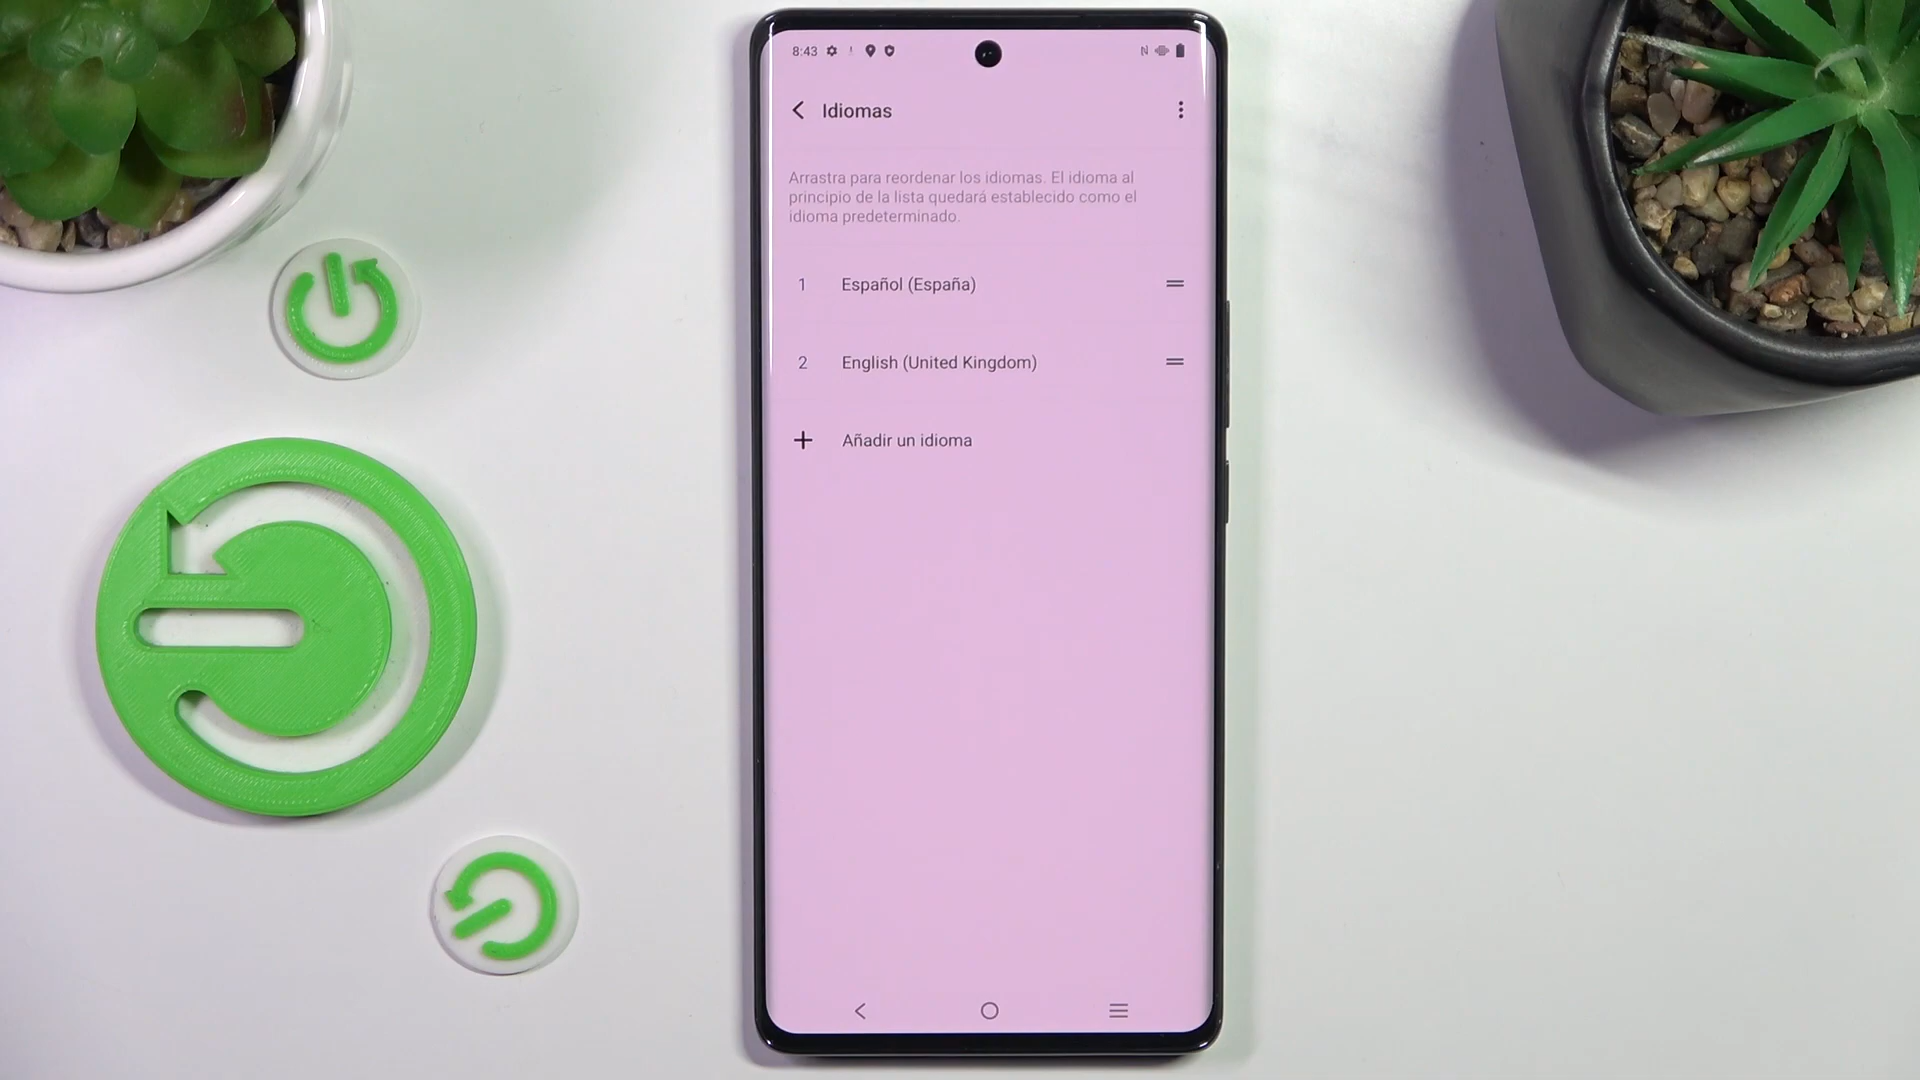 8:43
Idiomas
Arrastra para reordenar los idiomas. El idioma al
principio de la lista quedará establecido como el
idioma predeterminado.
1 Español (España)
2 English (United Kingdom)
+ Añadir un idioma